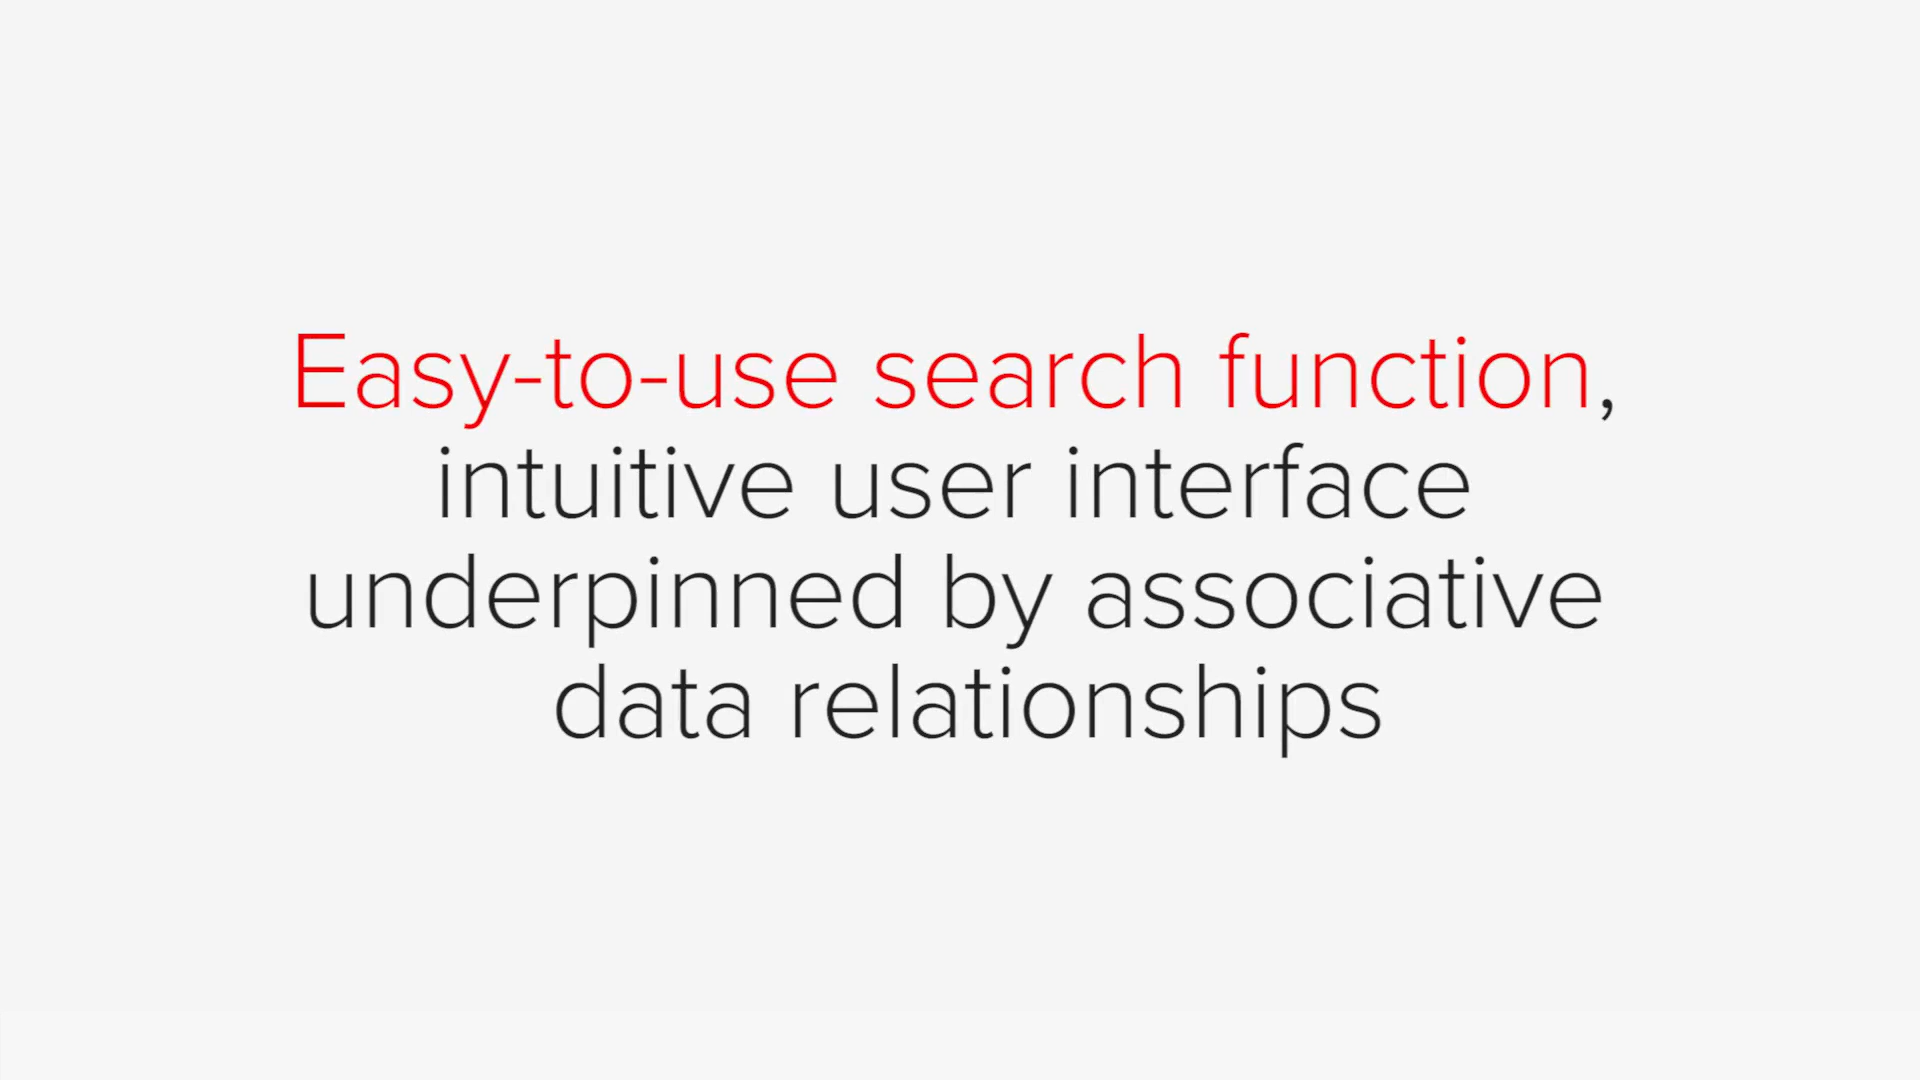 Easy-to-use search function,
intuitive user interface
underpinned by associative
data relationships